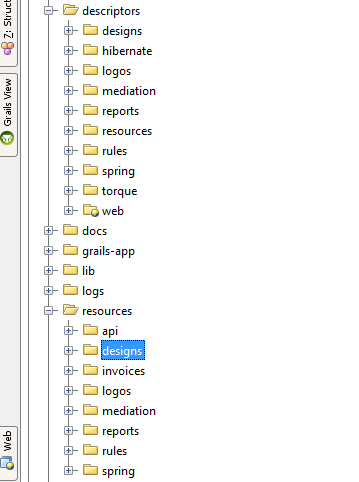 7: Struct
Grails View
Web
descriptors
designs
hibernate
logos
mediation
reports
resources
rules
spring
torque
web
docs
grails-app
lib
logs
resources
api
designs
invoices
logos
mediation
reports
rules
spring